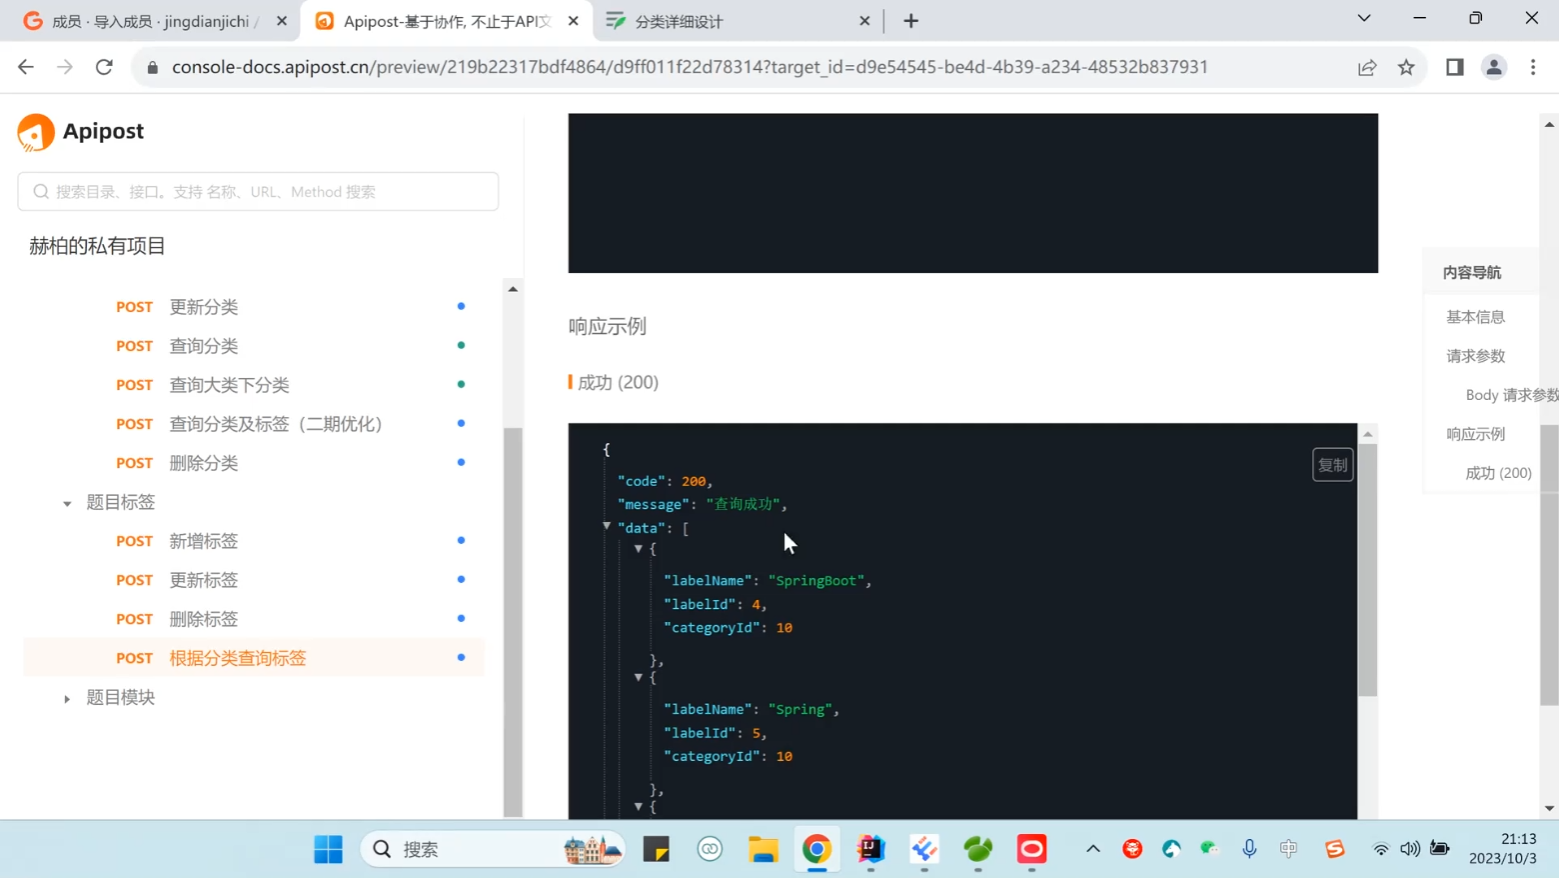 成员 · 导入成员 · jingdianjichi /
Apipost-基于协作, 不止于API文
分类详细设计
console-docs.apipost.cn/preview/219b22317bdf4864/d9ff011f22d78314?target_id=d9e54545-be4d-4b39-a234-48532b837931
Apipost
搜索目录、接口。支持 名称、URL、Method 搜索
赫柏的私有项目
POST 更新分类
POST 查询分类
POST 查询大类下分类
POST 查询分类及标签（二期优化）
POST 删除分类
题目标签
POST 新增标签
POST 更新标签
POST 删除标签
POST 根据分类查询标签
题目模块
响应示例
成功 (200)
复制
{
"code": 200,
"message": "查询成功",
"data": [
{
"labelName": "SpringBoot",
"labelId": 4,
"categoryId": 10
},
{
"labelName": "Spring",
"labelId": 5,
"categoryId": 10
},
{
内容导航
基本信息
请求参数
Body 请求参数
响应示例
成功 (200)
搜索
中
21:13
2023/10/3